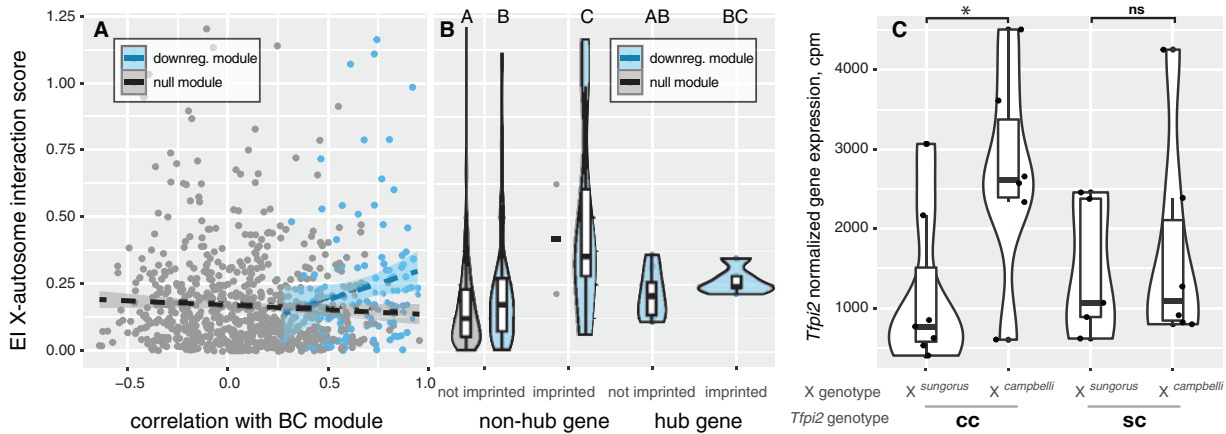 A
EI X-autosome interaction score
1.25
1.00
0.75
0.50
0.25
0.00
downreg. module
null module
−0.5
0.0
0.5
1.0
correlation with BC module
B
A
B
C
AB
BC
downreg. module
null module
not imprinted
imprinted
not imprinted
imprinted
non-hub gene
hub gene
C
*
ns
Tfpi2 normalized gene expression, cpm
4000
3000
2000
1000
X genotype
X sungorus
X campbelli
X sungorus
X campbelli
Tfpi2 genotype
cc
sc